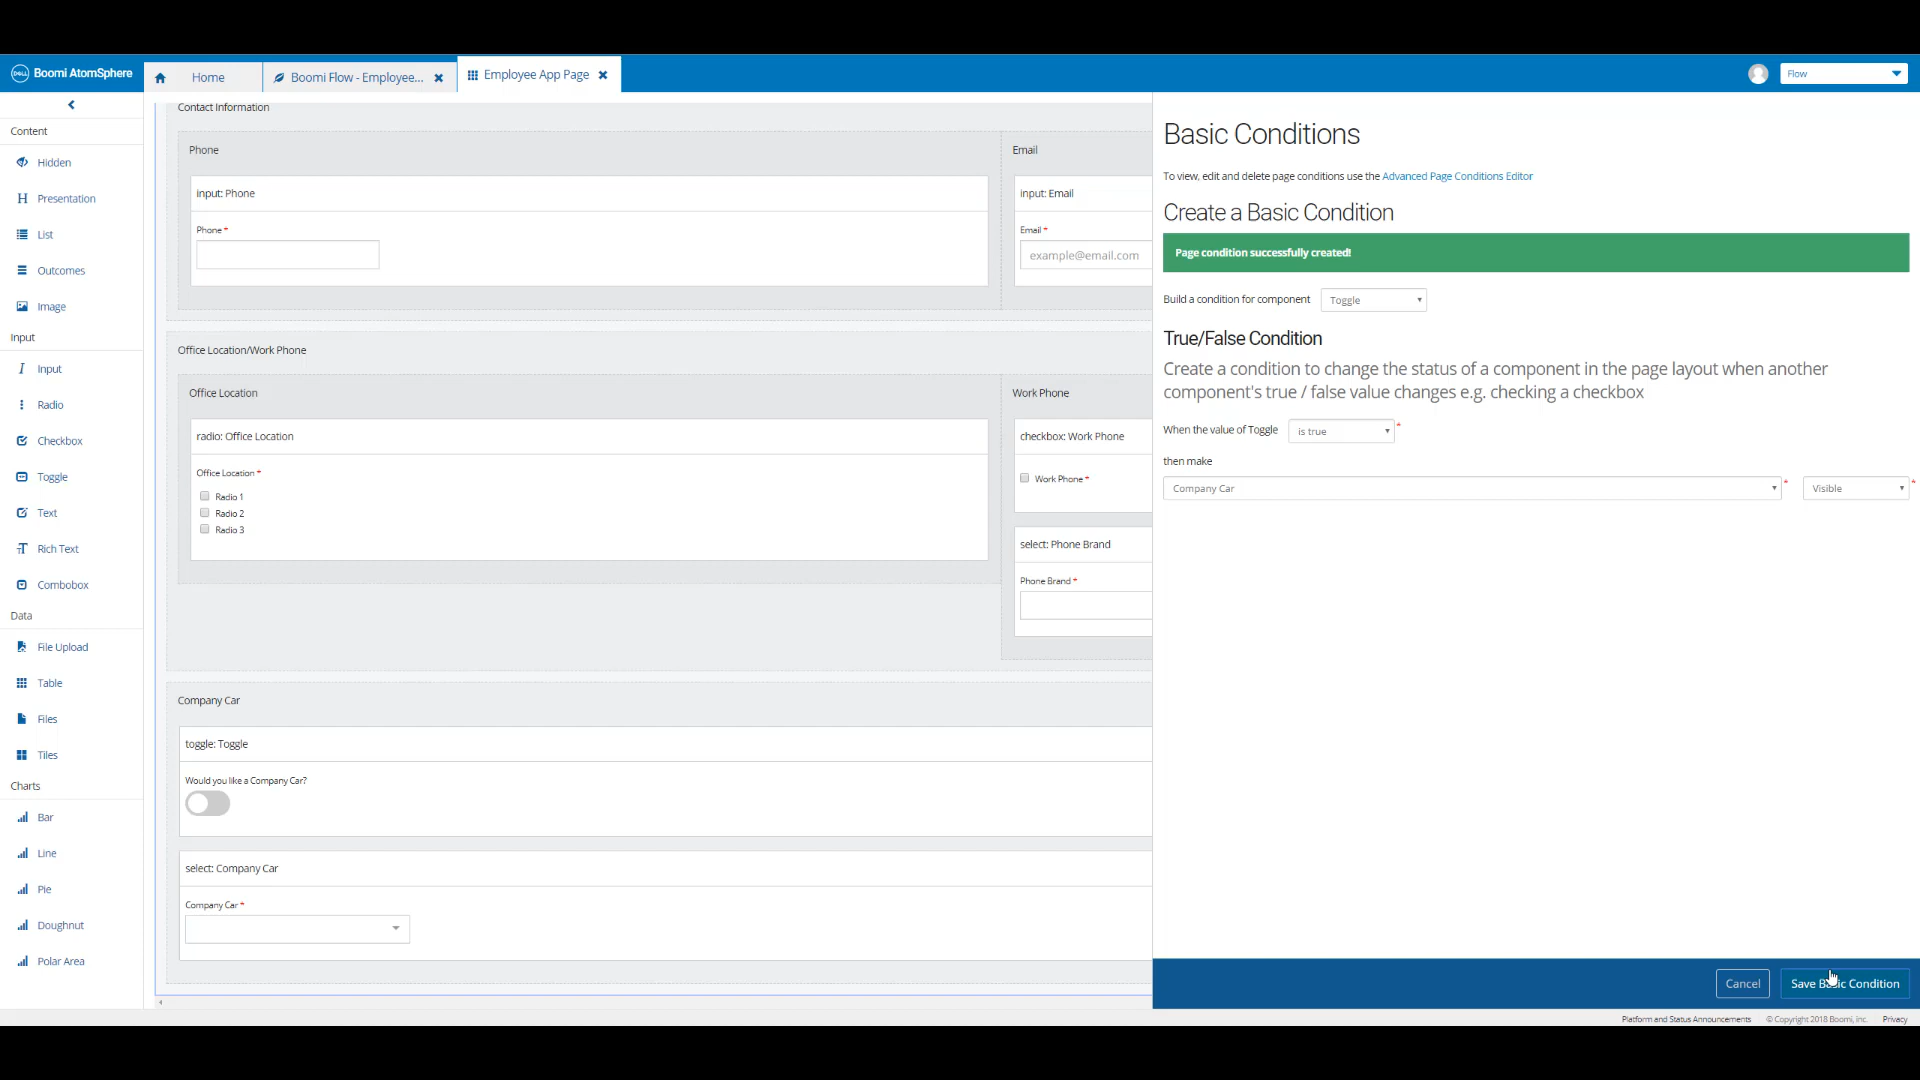 DELL Boomi AtomSphere
Home
Boomi Flow - Employee...
Employee App Page
Flow
Content
Hidden
Presentation
List
Outcomes
Image
Input
Input
Radio
Checkbox
Toggle
Text
Rich Text
Combobox
Data
File Upload
Table
Files
Tiles
Charts
Bar
Line
Pie
Doughnut
Polar Area
Contact Information
Phone
input: Phone
Phone *
Email
input: Email
Email *
example@email.com
Office Location/Work Phone
Office Location
radio: Office Location
Office Location *
Radio 1
Radio 2
Radio 3
Work Phone
checkbox: Work Phone
Work Phone *
select: Phone Brand
Phone Brand *
Company Car
toggle: Toggle
Would you like a Company Car?
select: Company Car
Company Car *
Basic Conditions
To view, edit and delete page conditions use the Advanced Page Conditions Editor
Create a Basic Condition
Page condition successfully created!
Build a condition for component Toggle
True/False Condition
Create a condition to change the status of a component in the page layout when another
component's true / false value changes e.g. checking a checkbox
When the value of Toggle is true *
then make
Company Car * Visible *
Cancel
Save Basic Condition
Platform and Status Announcements
© Copyright 2018 Boomi, Inc.
Privacy